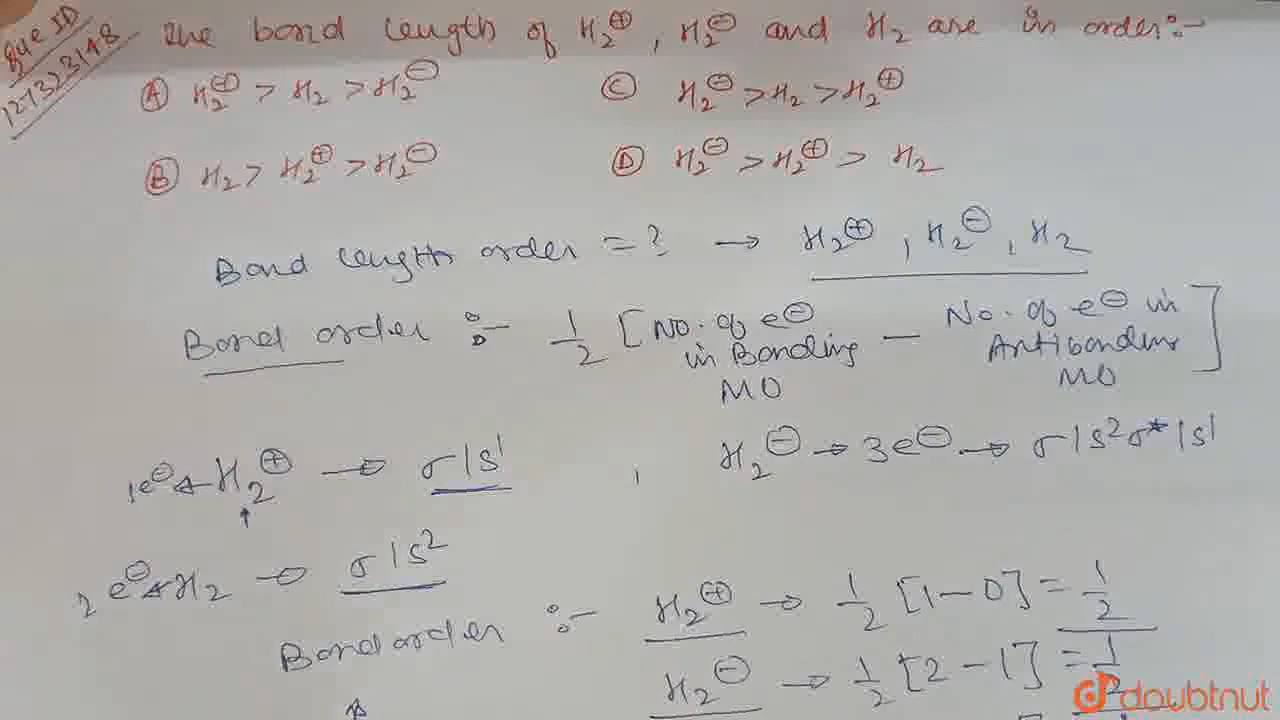 Que ID
127323148
The bond length of H₂⊕, H₂⊖ and H₂ are in order:-
Ⓐ H₂⊕ > H₂ > H₂⊖ Ⓒ H₂⊖ > H₂ > H₂⊕
Ⓑ H₂ > H₂⊕ > H₂⊖ Ⓓ H₂⊖ > H₂⊕ > H₂
Bond length order = ? → H₂⊕, H₂⊖, H₂
Bond order :- 1/2 [No. of e⊖ in Bonding MO − No. of e⊖ in Antibonding MO]
1e⊖ ← H₂⊕ → σ1s¹ , H₂⊖ → 3e⊖ → σ1s² σ*1s¹
2e⊖ ← H₂ → σ1s²
Bond order :- H₂⊕ → 1/2 [1 − 0] = 1/2
H₂⊖ → 1/2 [2 − 1] = 1/2
doubtnut